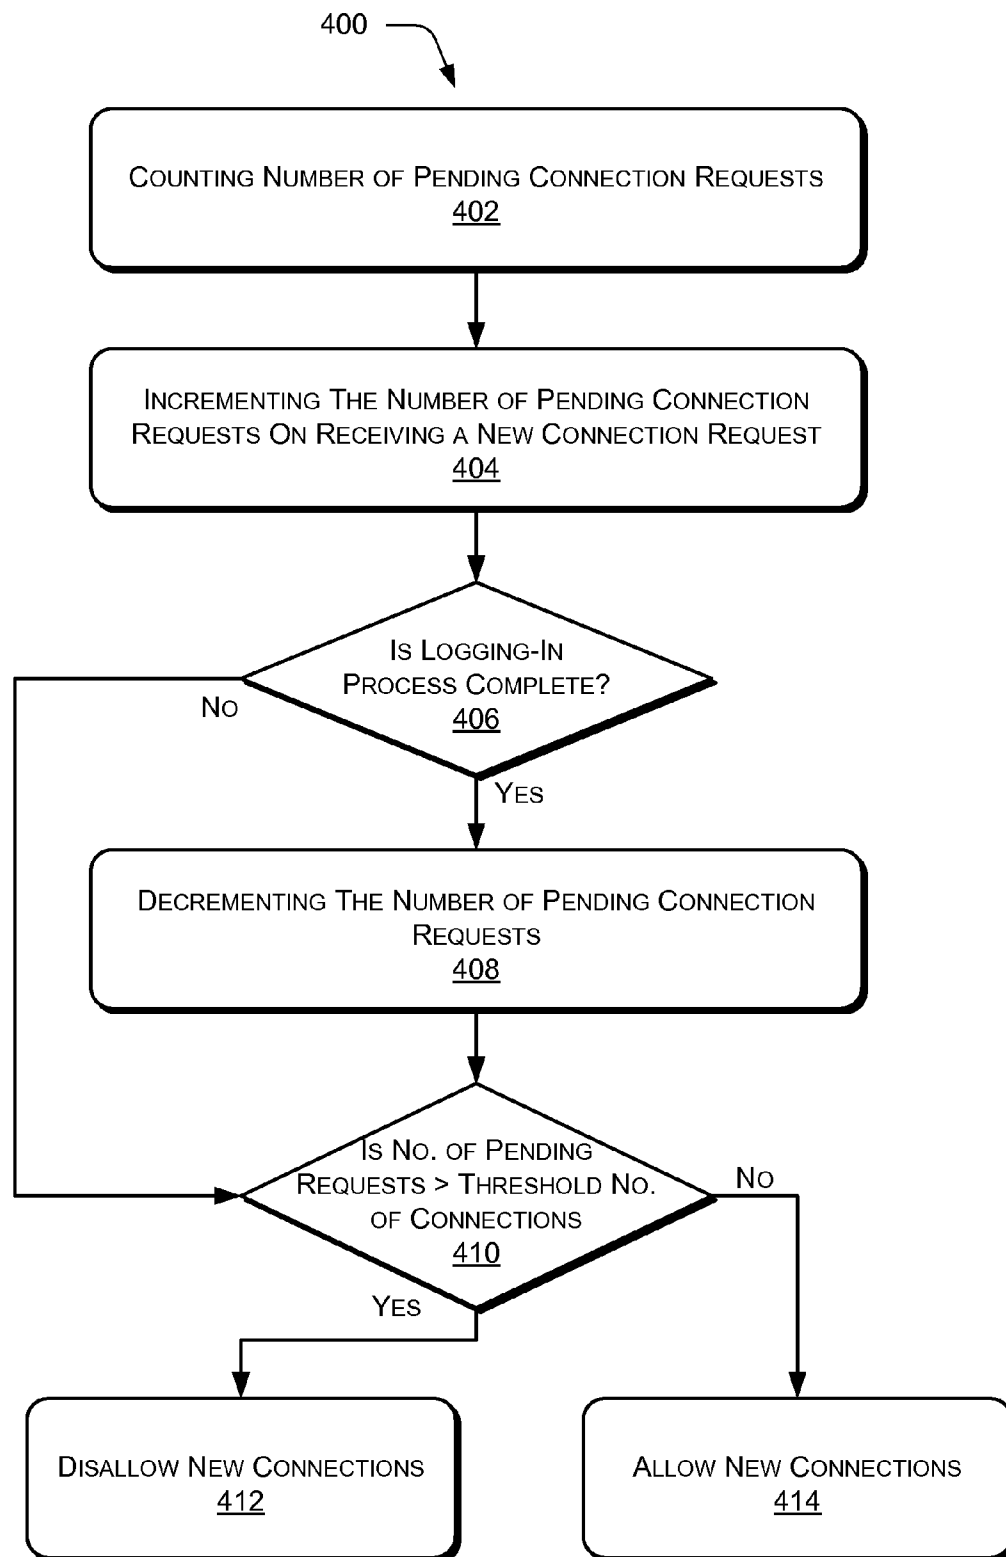 400
COUNTING NUMBER OF PENDING CONNECTION REQUESTS
402
INCREMENTING THE NUMBER OF PENDING CONNECTION
REQUESTS ON RECEIVING A NEW CONNECTION REQUEST
404
IS LOGGING-IN
PROCESS COMPLETE?
406
NO
YES
DECREMENTING THE NUMBER OF PENDING CONNECTION
REQUESTS
408
IS NO. OF PENDING
REQUESTS > THRESHOLD NO.
OF CONNECTIONS
410
NO
YES
DISALLOW NEW CONNECTIONS
412
ALLOW NEW CONNECTIONS
414